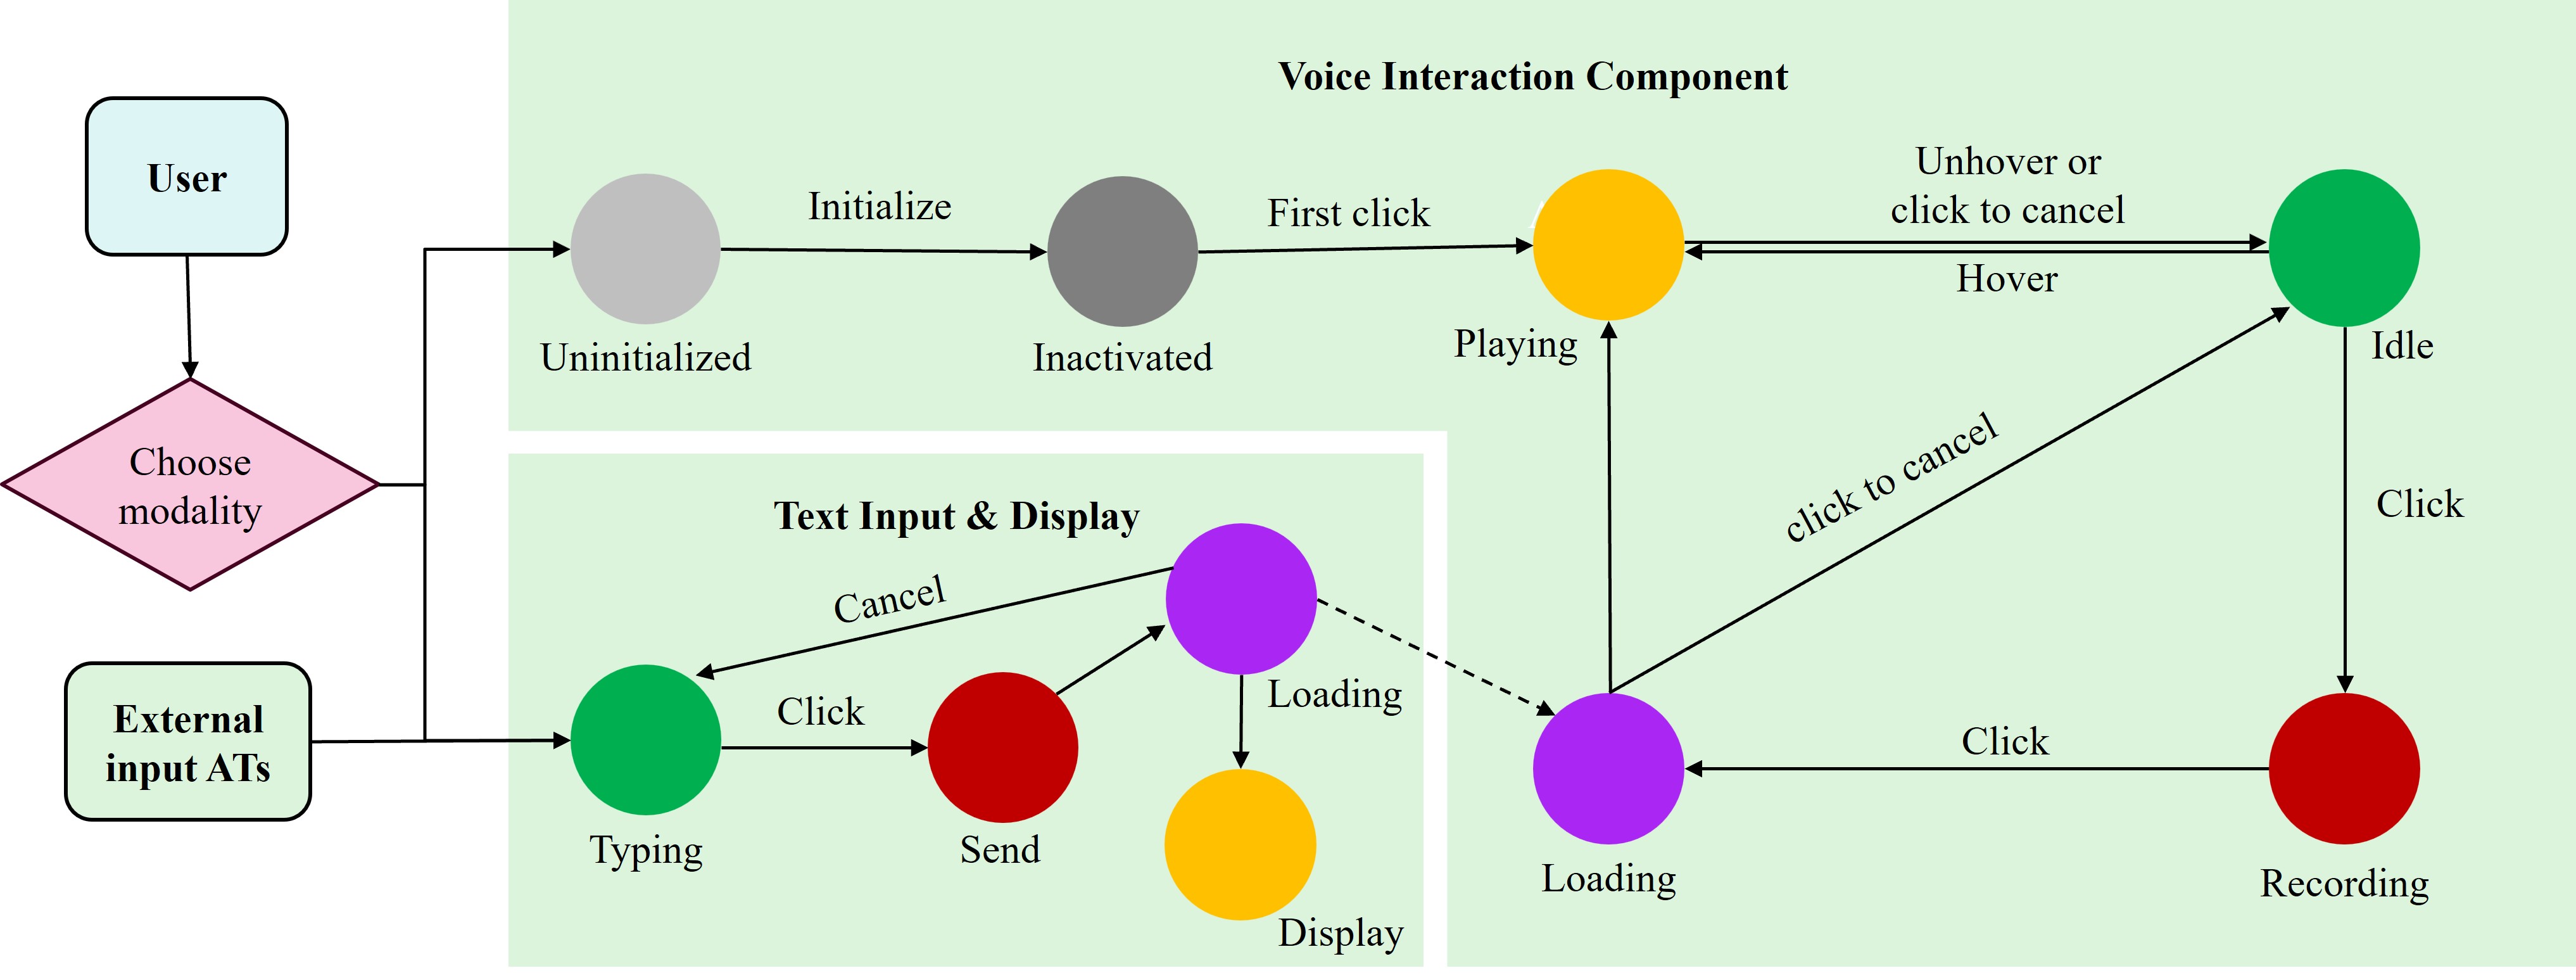 Voice Interaction Component
User
Initialize
First click
Unhover or
click to cancel
Hover
Uninitialized
Inactivated
Playing
Idle
Choose
modality
click to cancel
Click
Text Input & Display
Cancel
Click
Loading
External
input ATs
Click
Typing
Send
Display
Loading
Recording